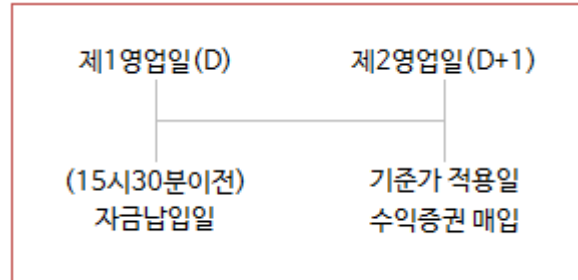 제1영업일(D)
제2영업일(D+1)
(15시30분이전)
자금납입일
기준가 적용일
수익증권 매입